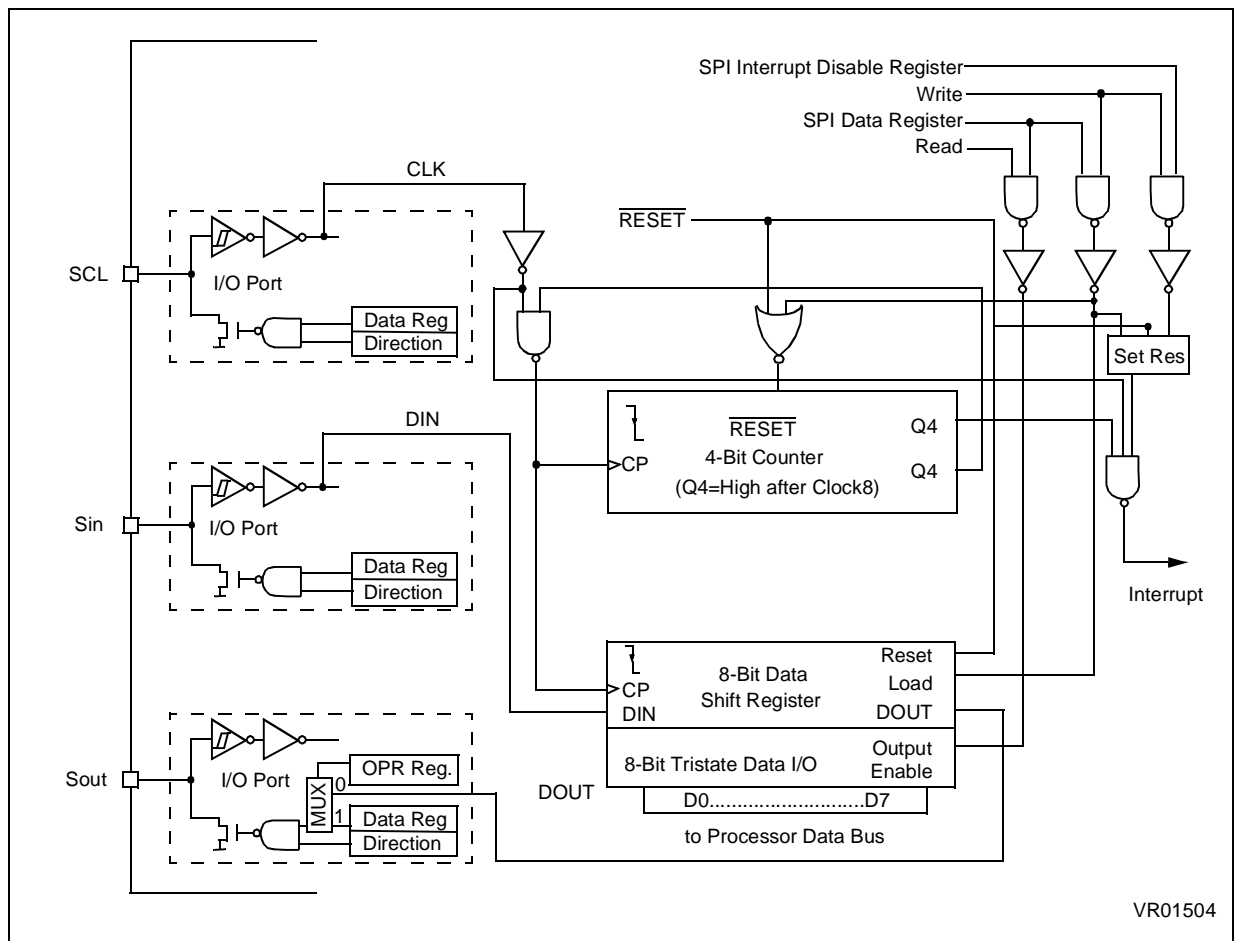 SPI Interrupt Disable Register
Write
SPI Data Register
Read
CLK
RESET
SCL
I/O Port
Data Reg
Direction
Set Res
DIN
RESET
Q4
CP
4-Bit Counter
Q4
(Q4=High after Clock8)
Sin
I/O Port
Data Reg
Direction
Interrupt
Reset
8-Bit Data
CP
Shift Register
Load
DIN
DOUT
Sout
I/O Port
OPR Reg.
MUX
0
1
Data Reg
Direction
DOUT
8-Bit Tristate Data I/O
Output
Enable
D0...........................D7
to Processor Data Bus
VR01504